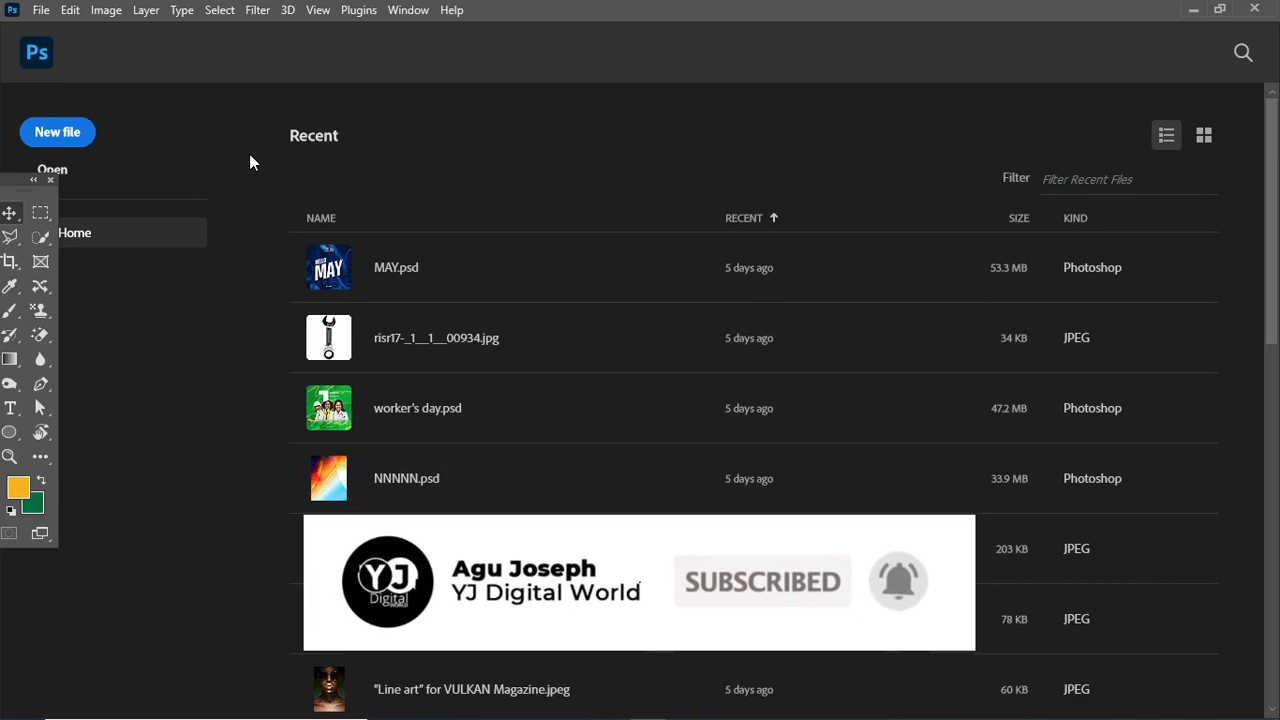 Ps File Edit Image Layer Type Select Filter 3D View Plugins Window Help
Ps
New file
Recent
Open
Filter Filter Recent Files
NAME RECENT SIZE KIND
Home
MAY.psd 5 days ago 53.3 MB Photoshop
risr17-_1__1__00934.jpg 5 days ago 34 KB JPEG
worker's day.psd 5 days ago 47.2 MB Photoshop
NNNNN.psd 5 days ago 33.9 MB Photoshop
203 KB JPEG
YJ Digital WORLD
Agu Joseph
YJ Digital World
SUBSCRIBED
78 KB JPEG
"Line art" for VULKAN Magazine.jpeg 5 days ago 60 KB JPEG